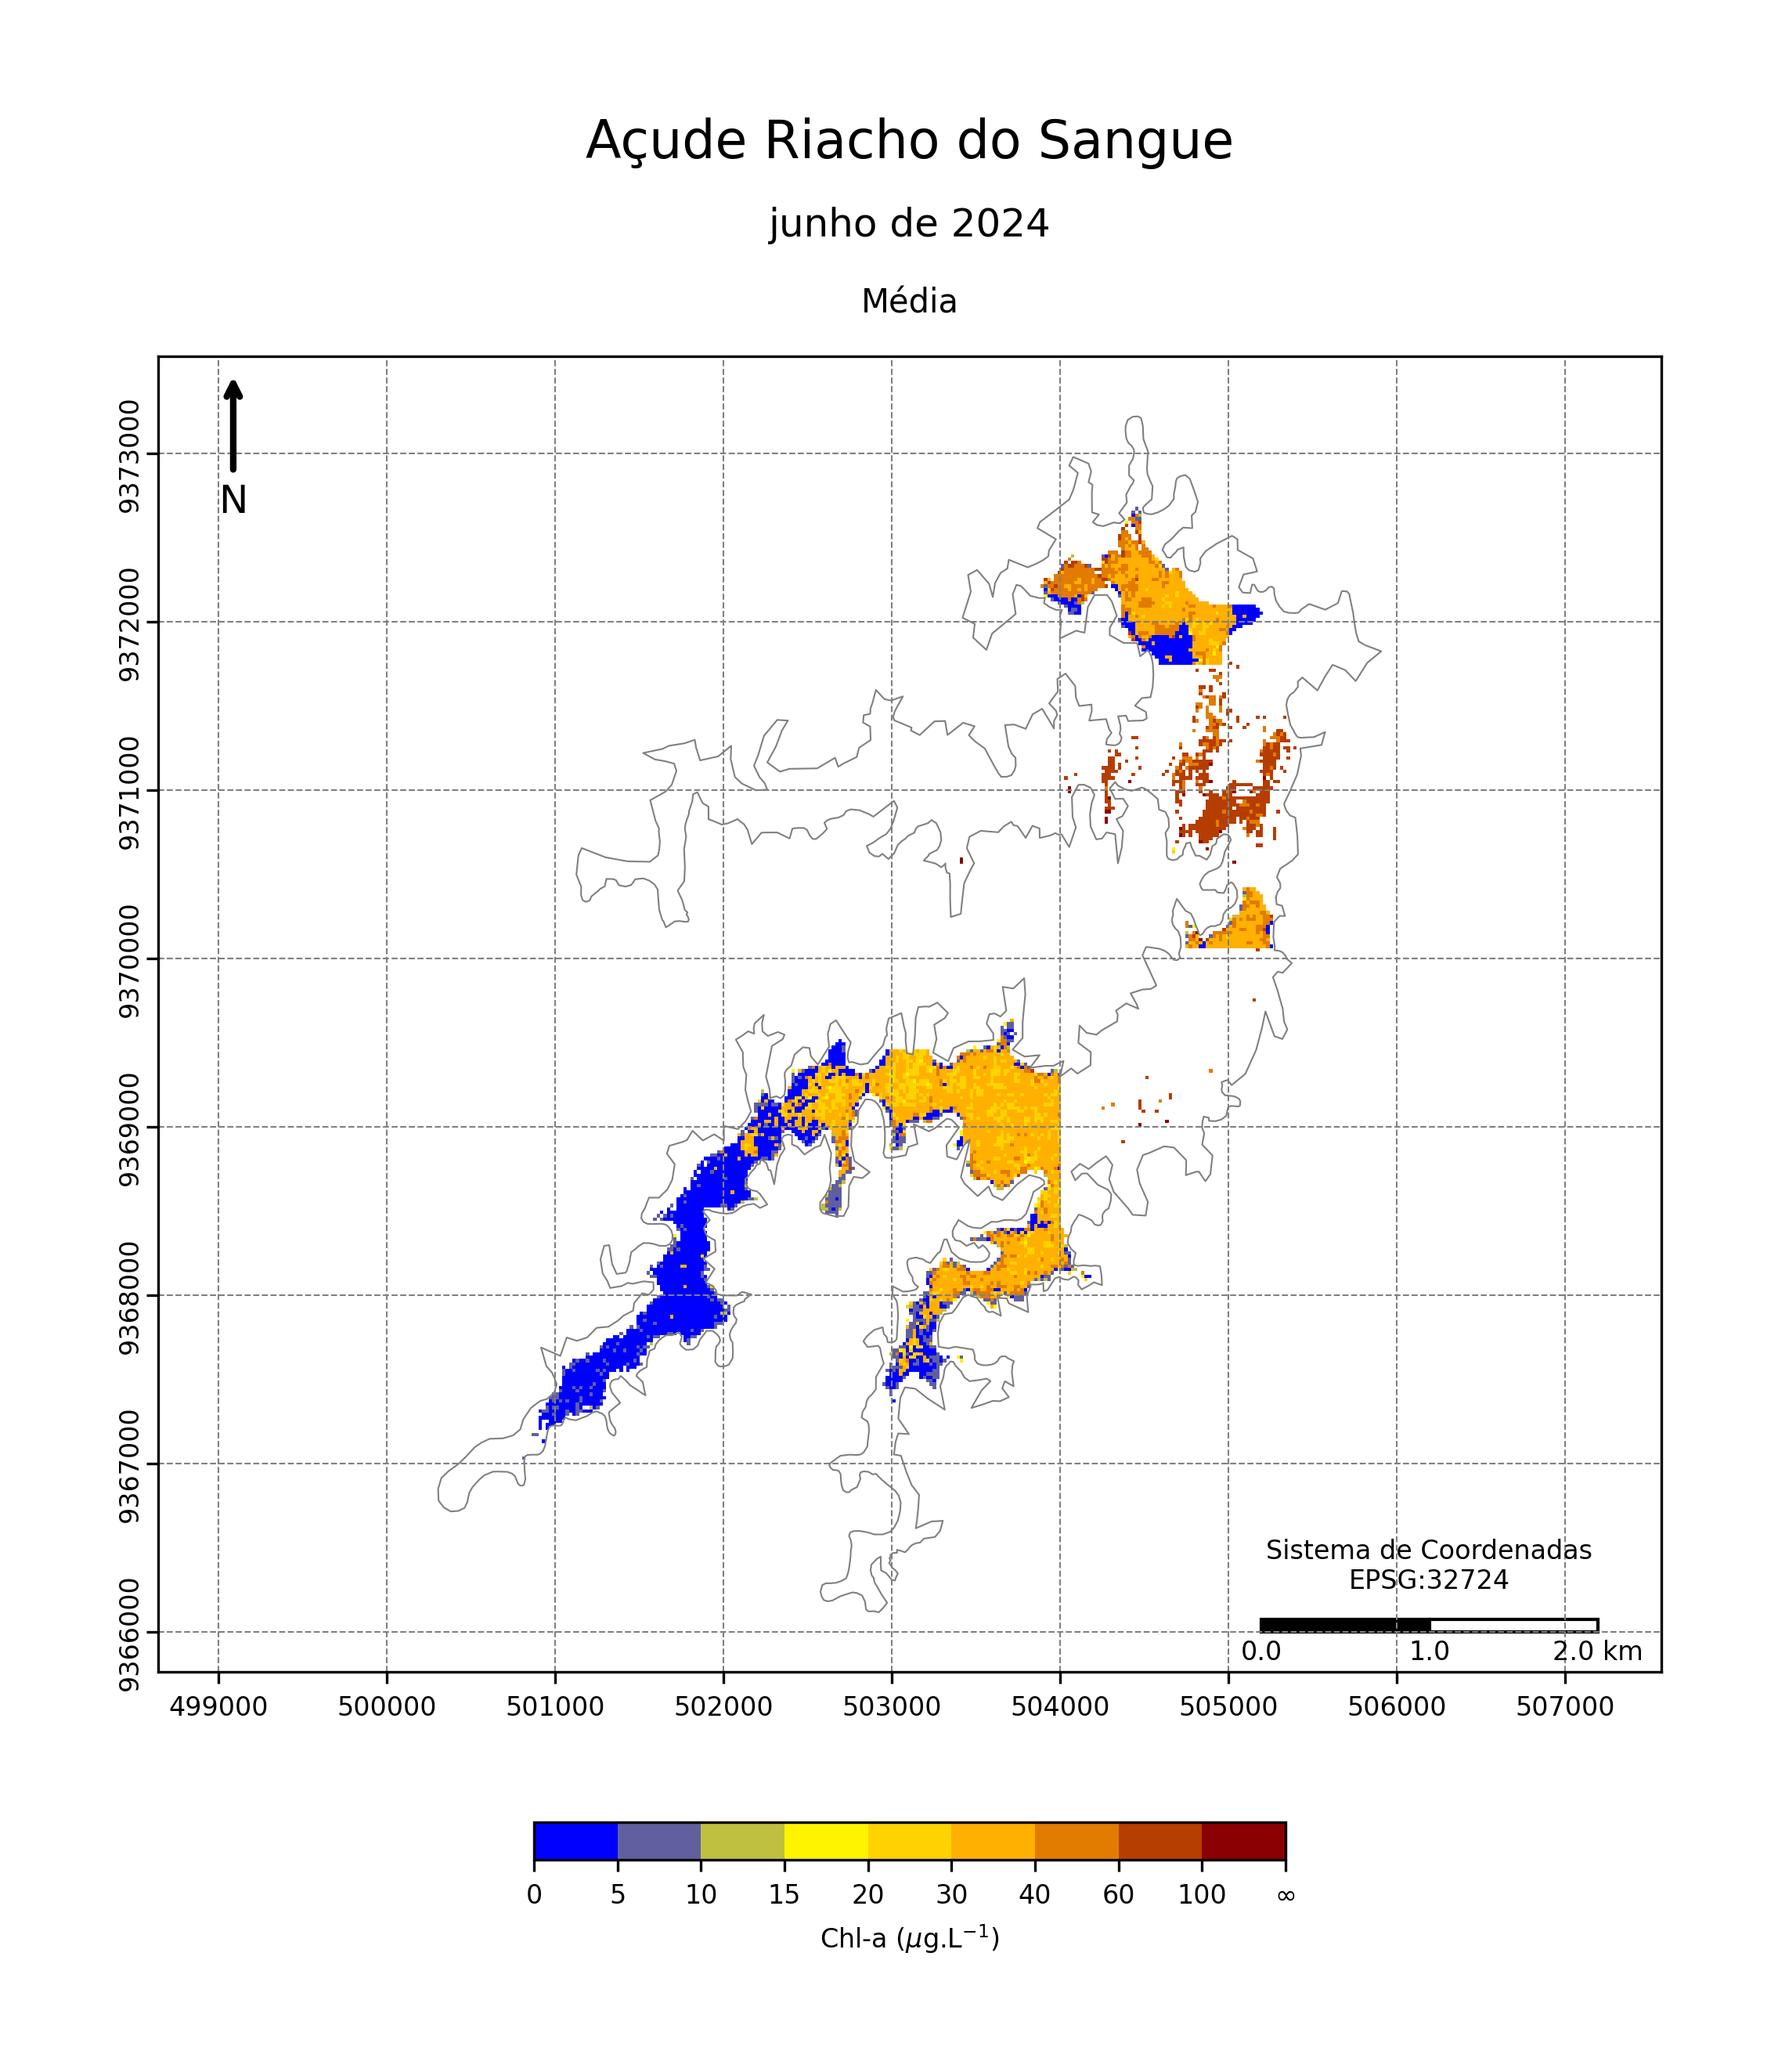 Açude Riacho do Sangue
junho de 2024
Média
N
9373000
9372000
9371000
9370000
9369000
9368000
9367000
9366000
Sistema de Coordenadas
EPSG:32724
0.0 1.0 2.0 km
499000 500000 501000 502000 503000 504000 505000 506000 507000
0 5 10 15 20 30 40 60 100 ∞
Chl-a (μg.L⁻¹)